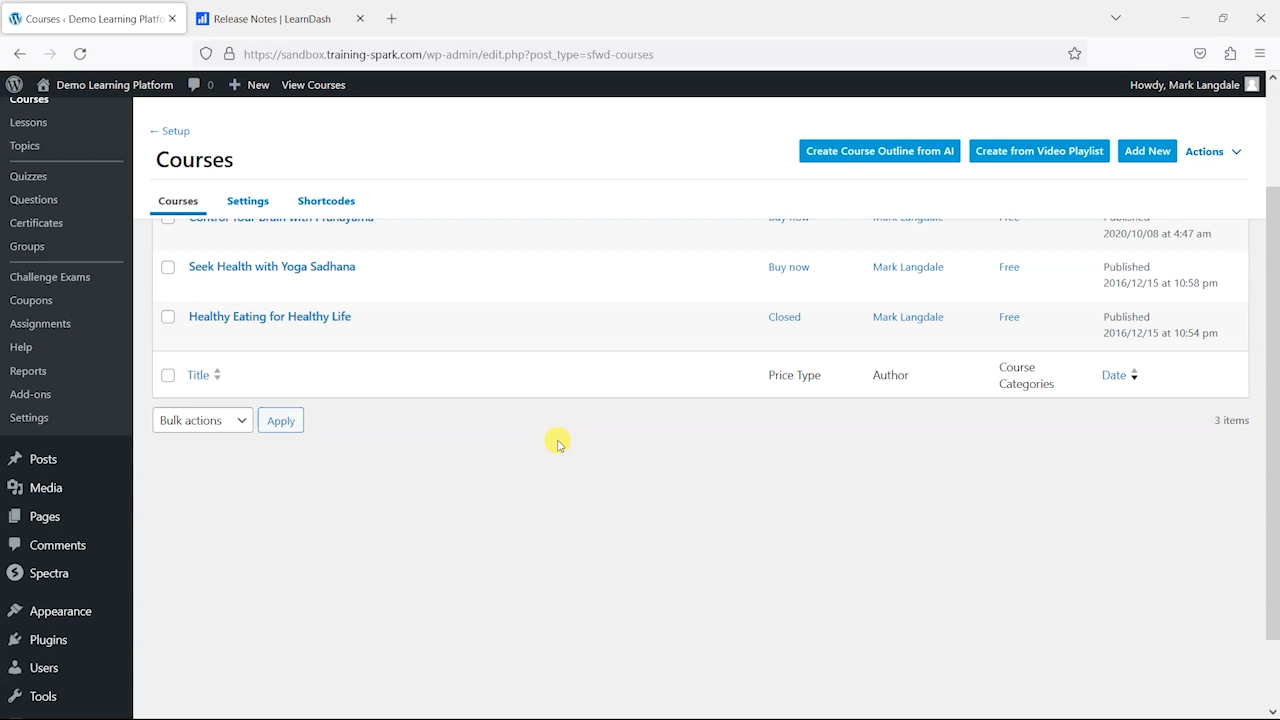 Courses ‹ Demo Learning Platfo
Release Notes | LearnDash
https://sandbox.training-spark.com/wp-admin/edit.php?post_type=sfwd-courses
Demo Learning Platform
0
New
View Courses
Howdy, Mark Langdale
Courses
Lessons
Topics
Quizzes
Questions
Certificates
Groups
Challenge Exams
Coupons
Assignments
Help
Reports
Add-ons
Settings
Posts
Media
Pages
Comments
Spectra
Appearance
Plugins
Users
Tools
← Setup
Courses
Create Course Outline from AI
Create from Video Playlist
Add New
Actions
Courses
Settings
Shortcodes
Control Your Brain with Pranayama
Buy now
Mark Langdale
Free
Published
2020/10/08 at 4:47 am
Seek Health with Yoga Sadhana
Buy now
Mark Langdale
Free
Published
2016/12/15 at 10:58 pm
Healthy Eating for Healthy Life
Closed
Mark Langdale
Free
Published
2016/12/15 at 10:54 pm
Title
Price Type
Author
Course
Categories
Date
Bulk actions
Apply
3 items